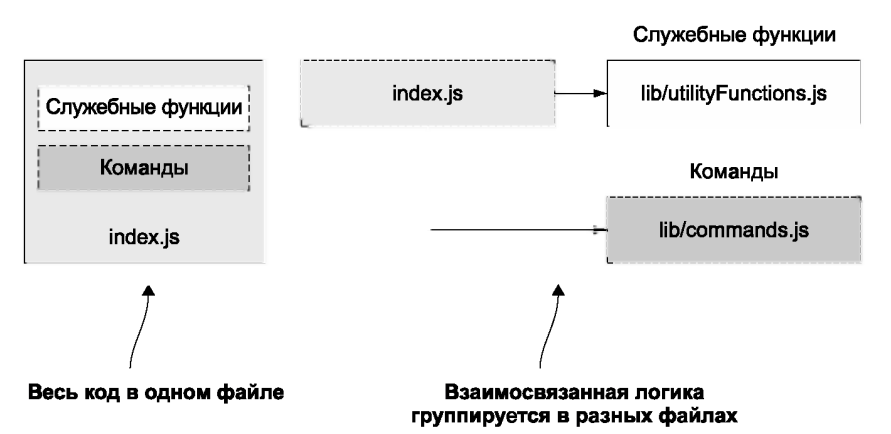 Служебные функции
Команды
index.js
Весь код в одном файле
index.js
Служебные функции
lib/utilityFunctions.js
Команды
lib/commands.js
Взаимосвязанная логика
группируется в разных файлах